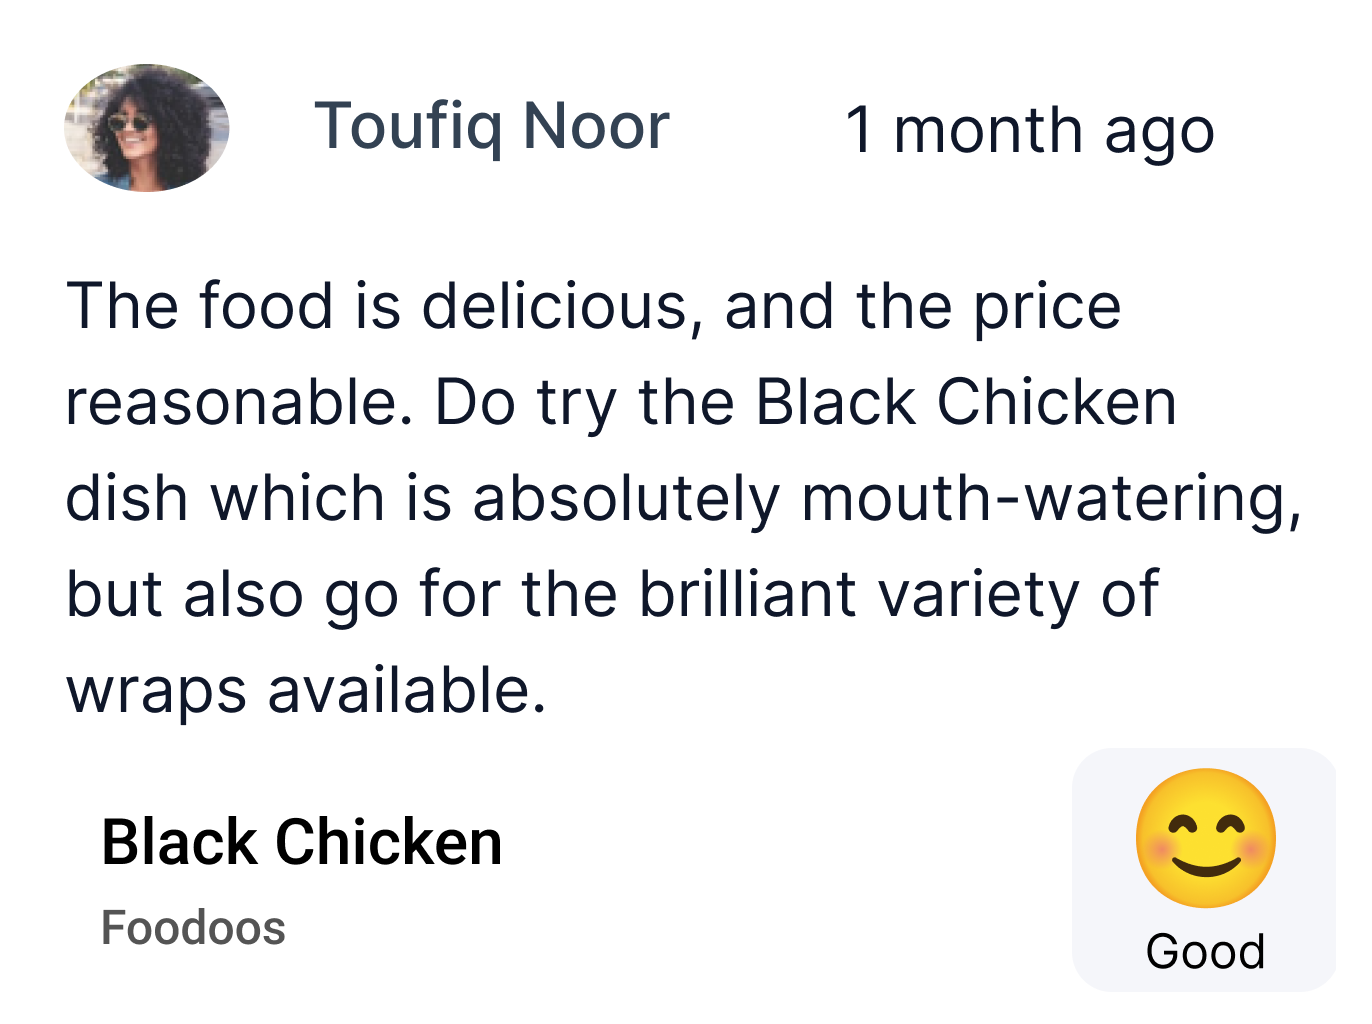 Toufiq Noor 1 month ago
The food is delicious, and the price
reasonable. Do try the Black Chicken
dish which is absolutely mouth-watering,
but also go for the brilliant variety of
wraps available.
Black Chicken
Foodoos
Good